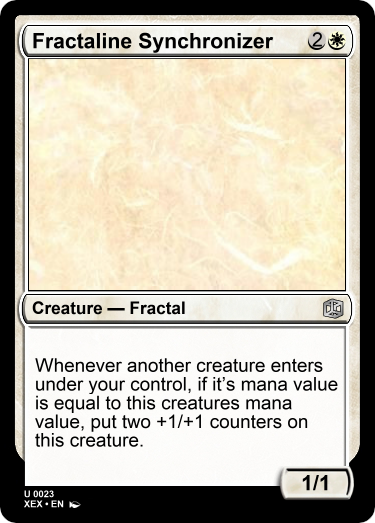 Fractaline Synchronizer 2
Creature — Fractal
Whenever another creature enters
under your control, if it's mana value
is equal to this creatures mana
value, put two +1/+1 counters on
this creature.
1/1
U 0023
XEX • EN